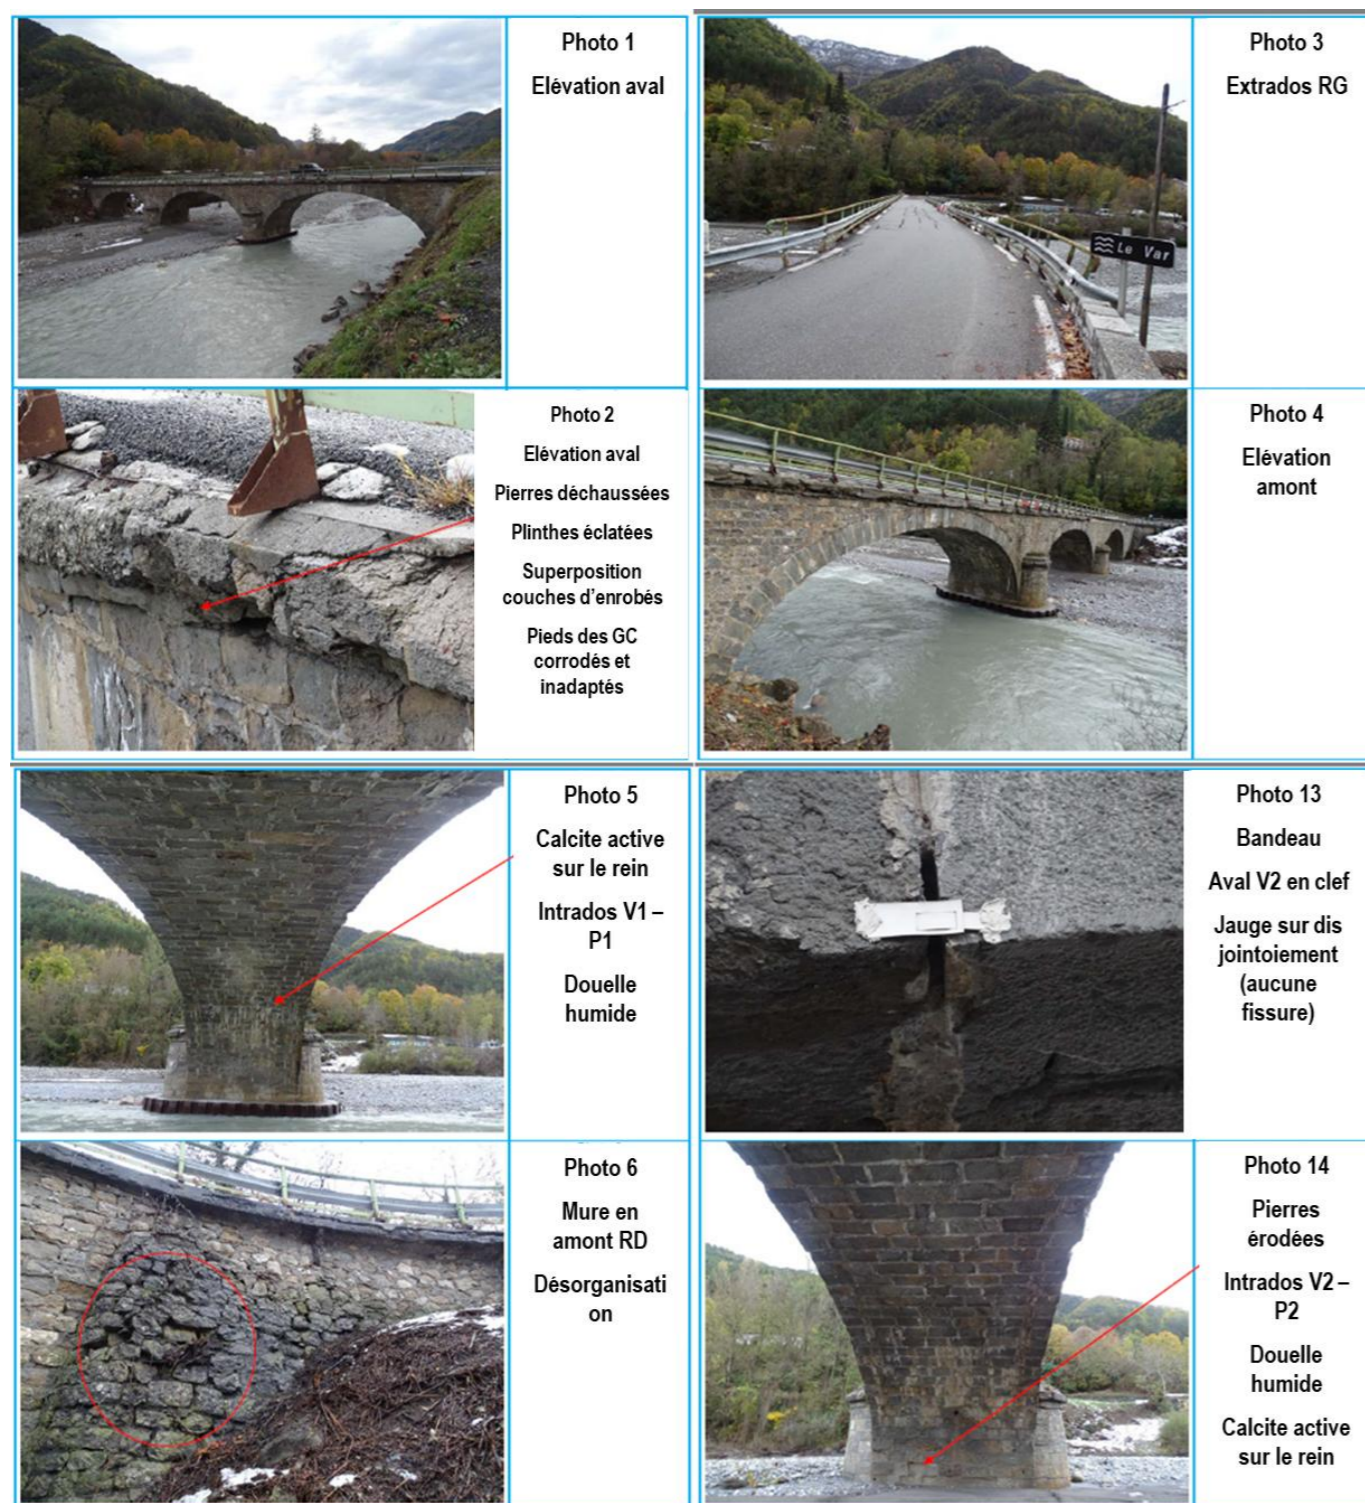 Photo 1
Elévation aval
Photo 3
Extrados RG
Le Var
Photo 2
Elévation aval
Pierres déchaussées
Plinthes éclatées
Superposition
couches d'enrobés
Pieds des GC
corrodés et
inadaptés
Photo 4
Elévation
amont
Photo 5
Calcite active
sur le rein
Intrados V1 –
P1
Douelle
humide
Photo 13
Bandeau
Aval V2 en clef
Jauge sur dis
jointoiement
(aucune
fissure)
Photo 6
Mure en
amont RD
Désorganisati
on
Photo 14
Pierres
érodées
Intrados V2 –
P2
Douelle
humide
Calcite active
sur le rein